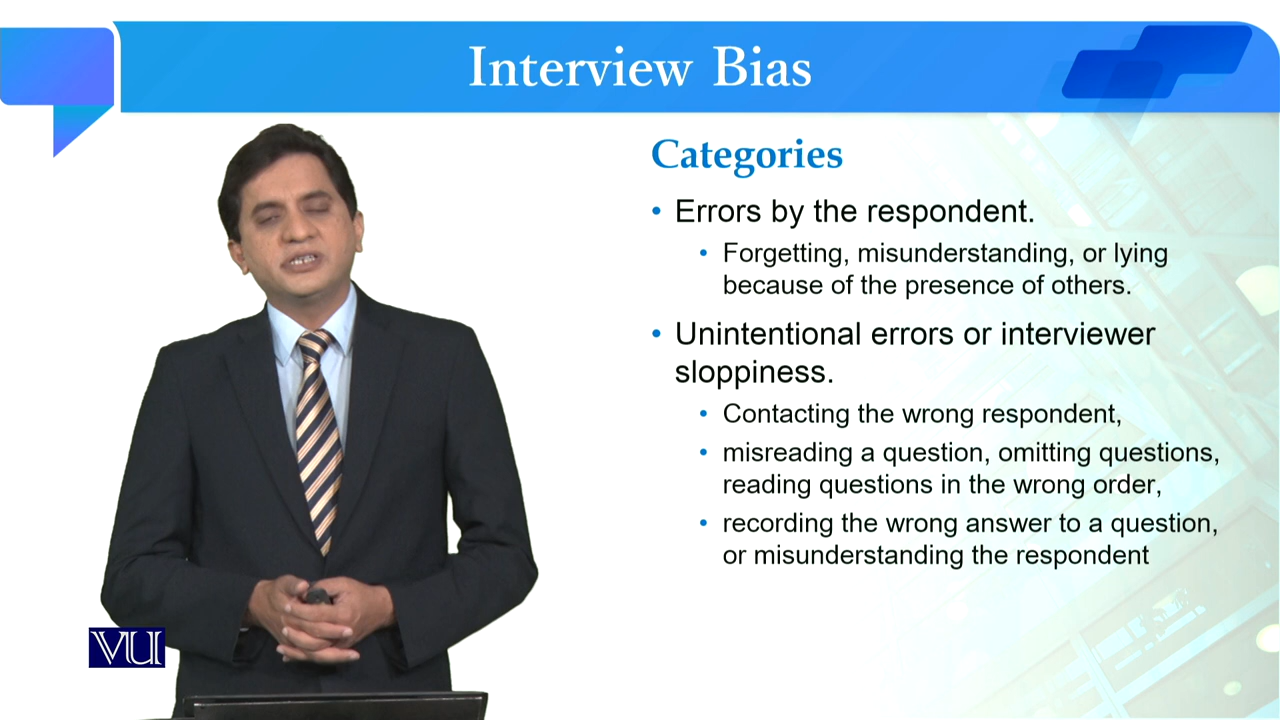 Interview Bias
Categories
• Errors by the respondent.
• Forgetting, misunderstanding, or lying
because of the presence of others.
• Unintentional errors or interviewer
sloppiness.
• Contacting the wrong respondent,
• misreading a question, omitting questions,
reading questions in the wrong order,
• recording the wrong answer to a question,
or misunderstanding the respondent
VU